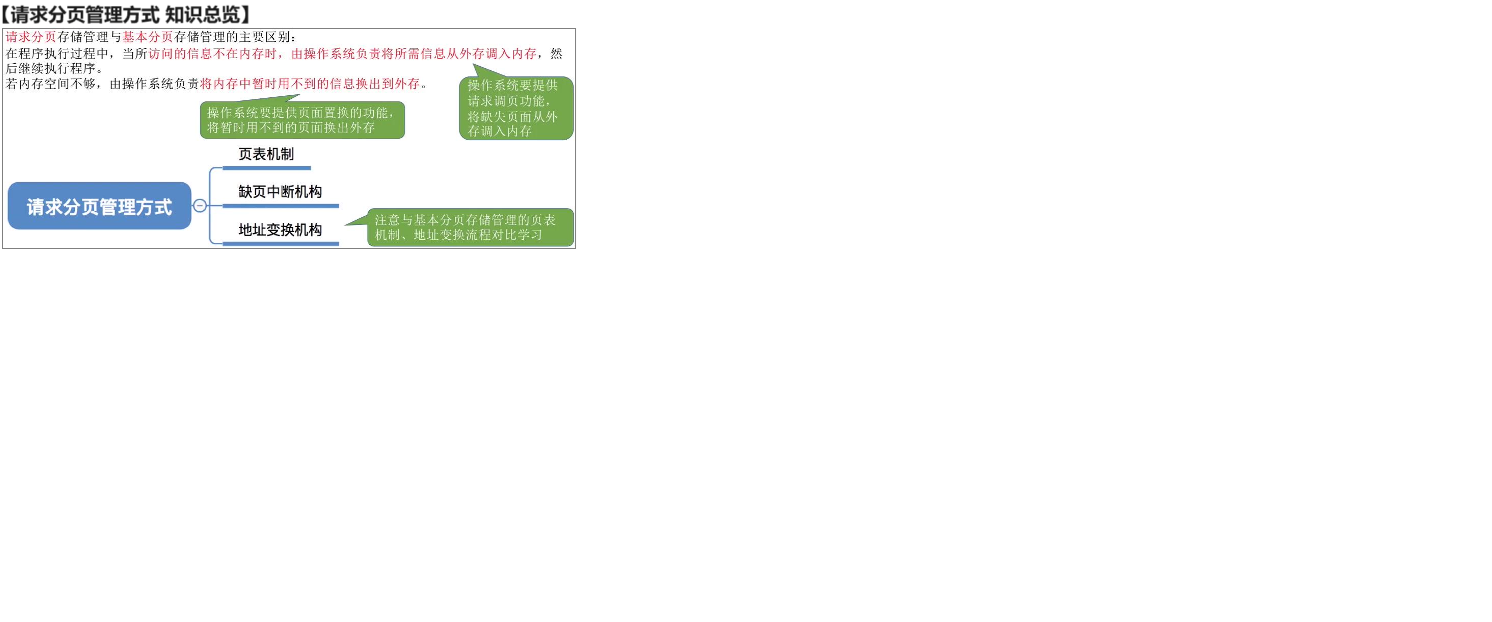 【请求分页管理方式 知识总览】
请求分页存储管理与基本分页存储管理的主要区别：
在程序执行过程中，当所访问的信息不在内存时，由操作系统负责将所需信息从外存调入内存，然
后继续执行程序。
若内存空间不够，由操作系统负责将内存中暂时用不到的信息换出到外存。
操作系统要提供
请求调页功能，
将缺失页面从外
存调入内存
操作系统要提供页面置换的功能，
将暂时用不到的页面换出外存
页表机制
缺页中断机构
请求分页管理方式
地址变换机构
注意与基本分页存储管理的页表
机制、地址变换流程对比学习